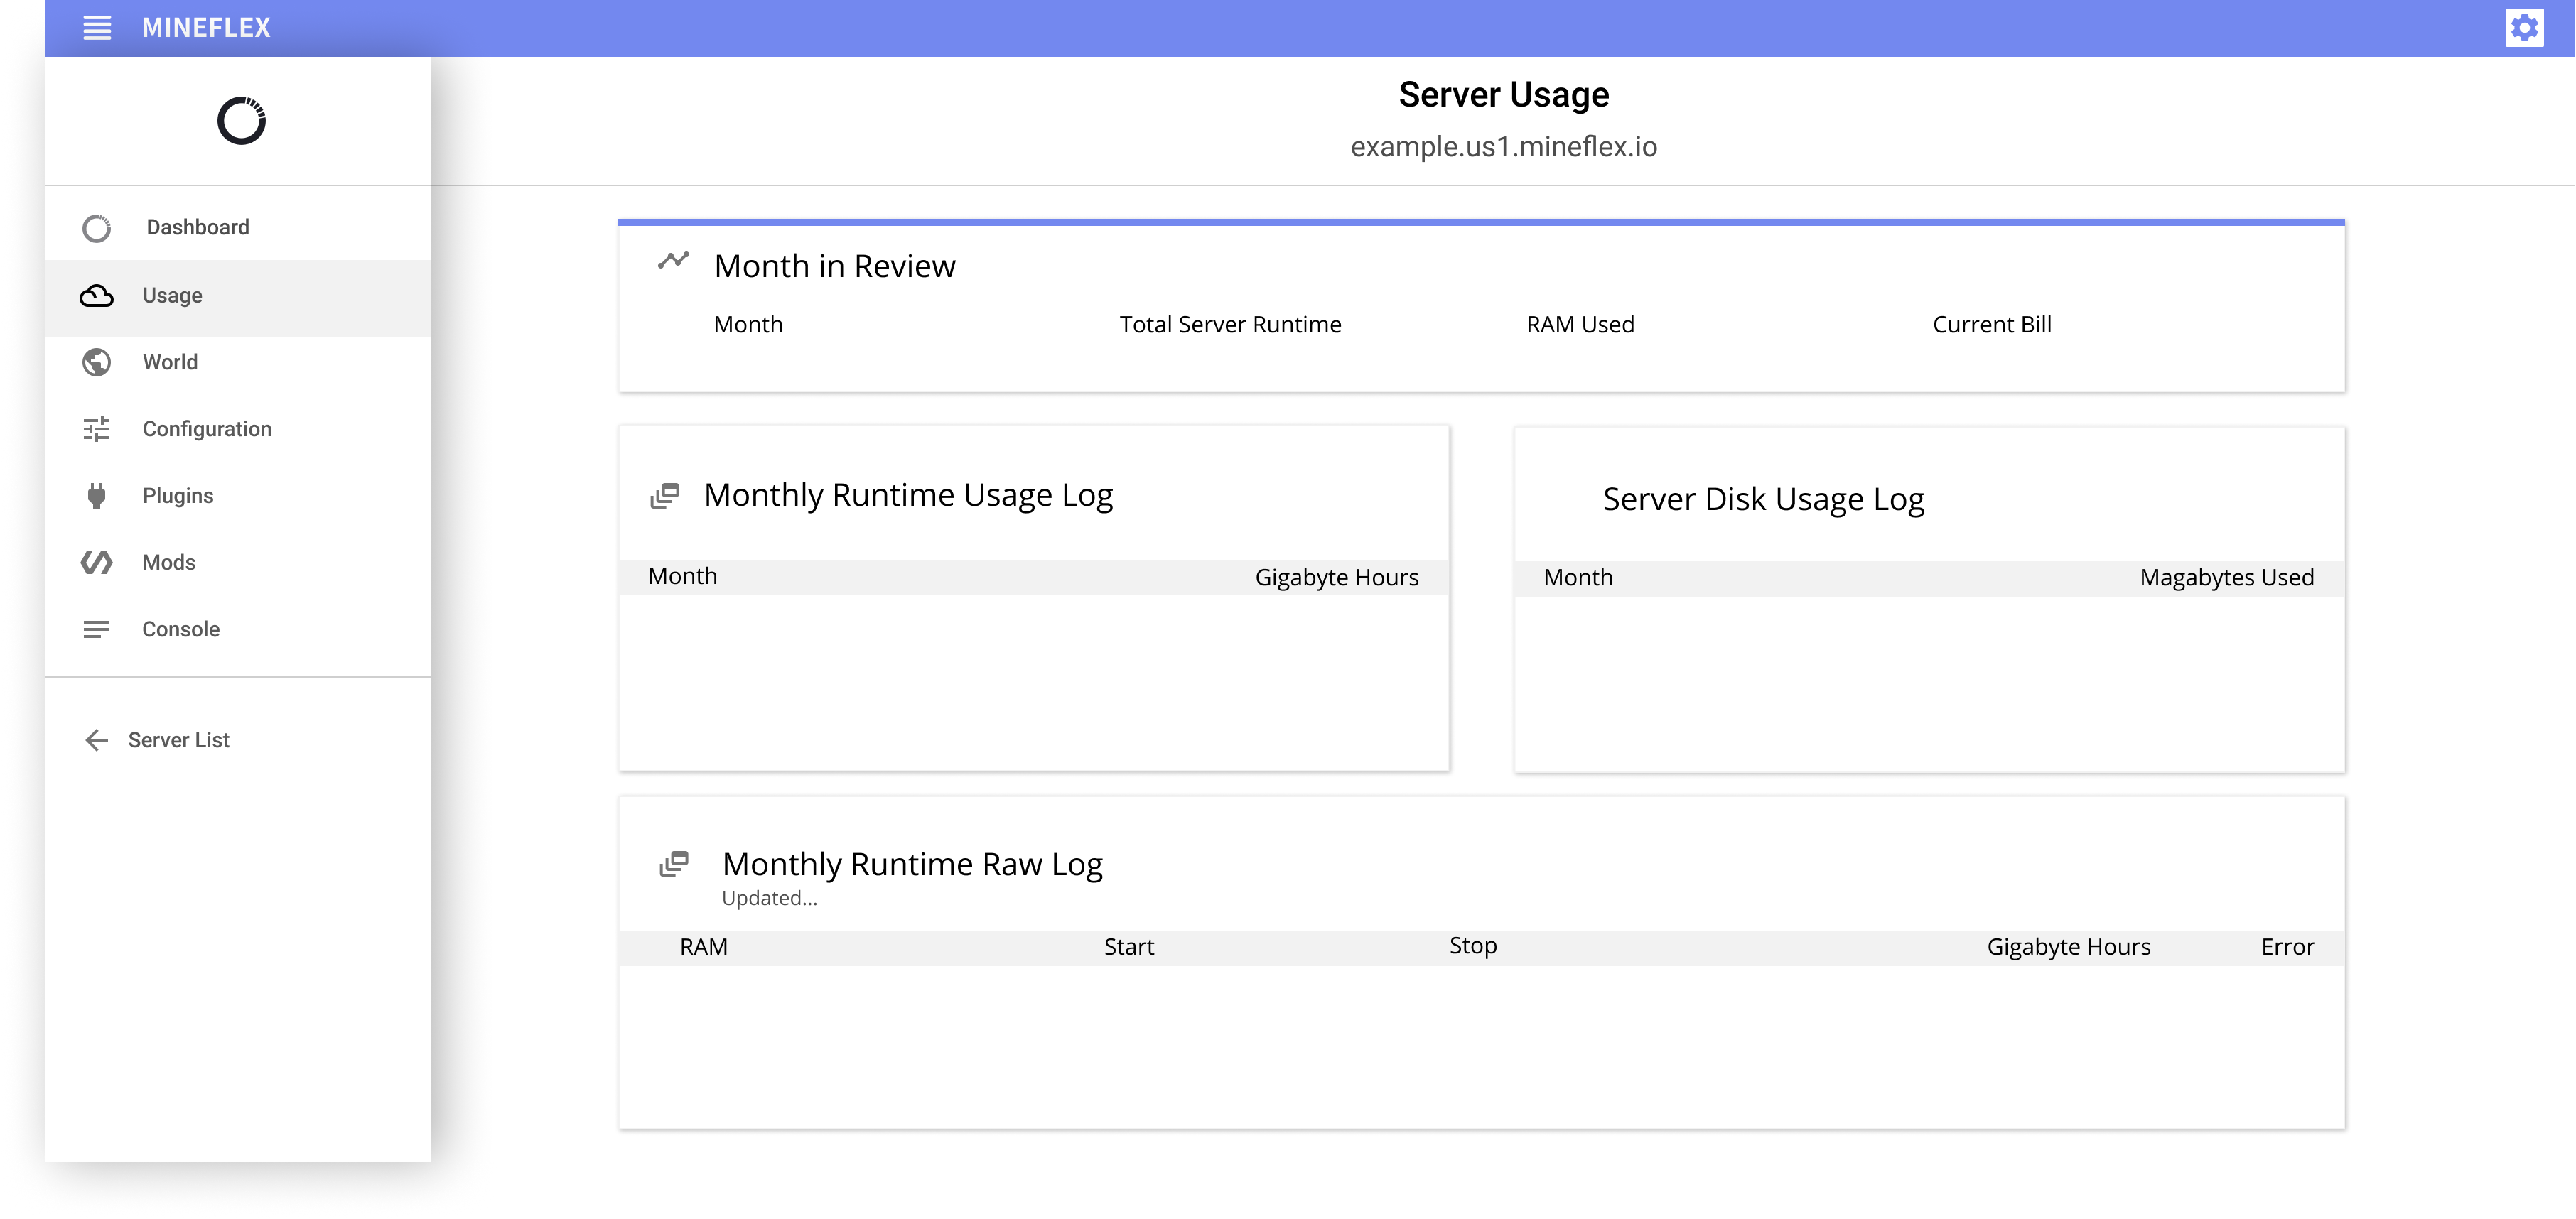 MINEFLEX
Server Usage
example.us1.mineflex.io
Dashboard
Usage
World
Configuration
Plugins
Mods
Console
Server List
Month in Review
Month Total Server Runtime RAM Used Current Bill
Monthly Runtime Usage Log
Month Gigabyte Hours
Server Disk Usage Log
Month Magabytes Used
Monthly Runtime Raw Log
Updated...
RAM Start Stop Gigabyte Hours Error